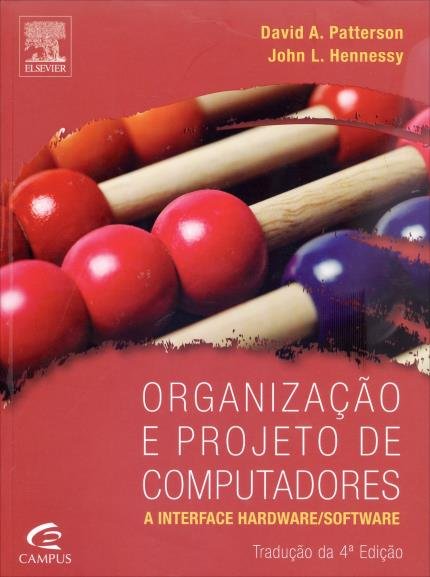 David A. Patterson
John L. Hennessy
ELSEVIER
ORGANIZAÇÃO
E PROJETO DE
COMPUTADORES
A INTERFACE HARDWARE/SOFTWARE
Tradução da 4ª Edição
CAMPUS